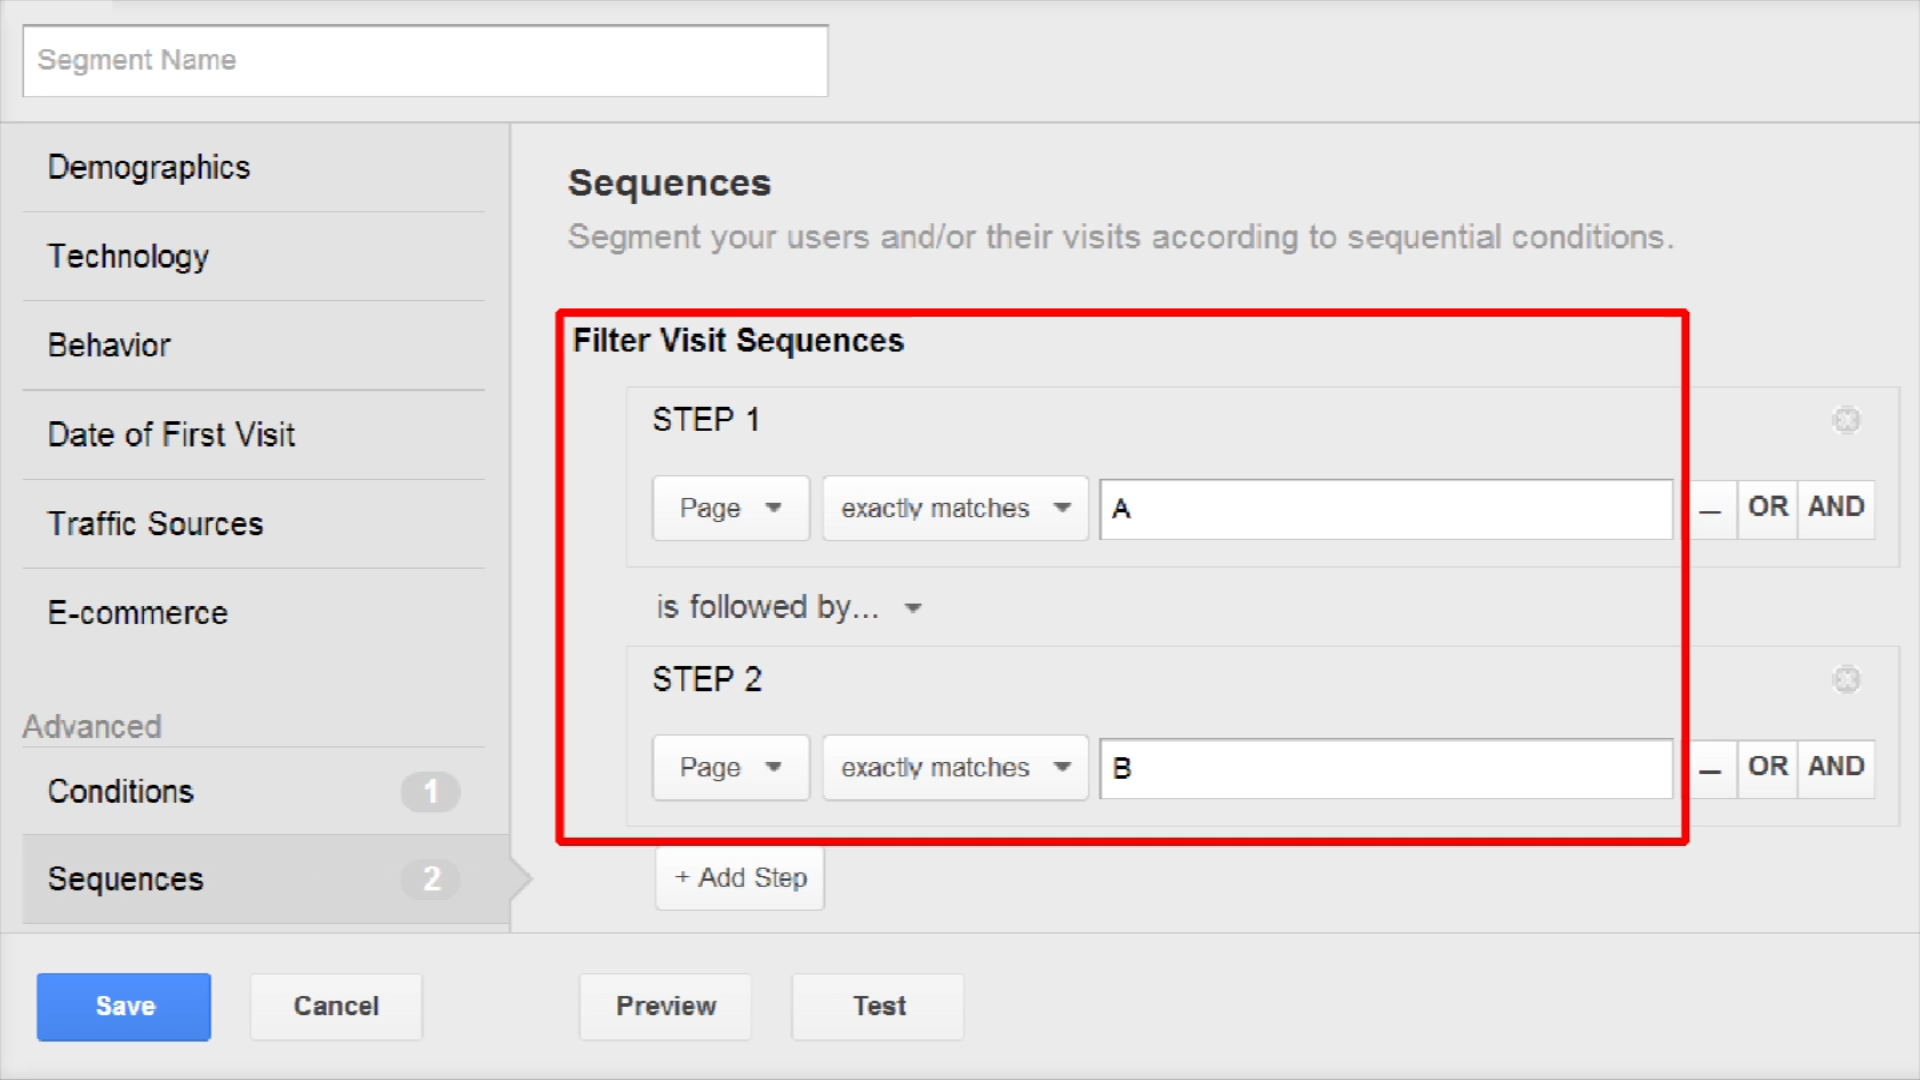 Segment Name
Demographics
Technology
Behavior
Date of First Visit
Traffic Sources
E-commerce
Advanced
Conditions 1
Sequences 2
Sequences
Segment your users and/or their visits according to sequential conditions.
Filter Visit Sequences
STEP 1
Page exactly matches A – OR AND
is followed by...
STEP 2
Page exactly matches B – OR AND
+ Add Step
Save Cancel Preview Test